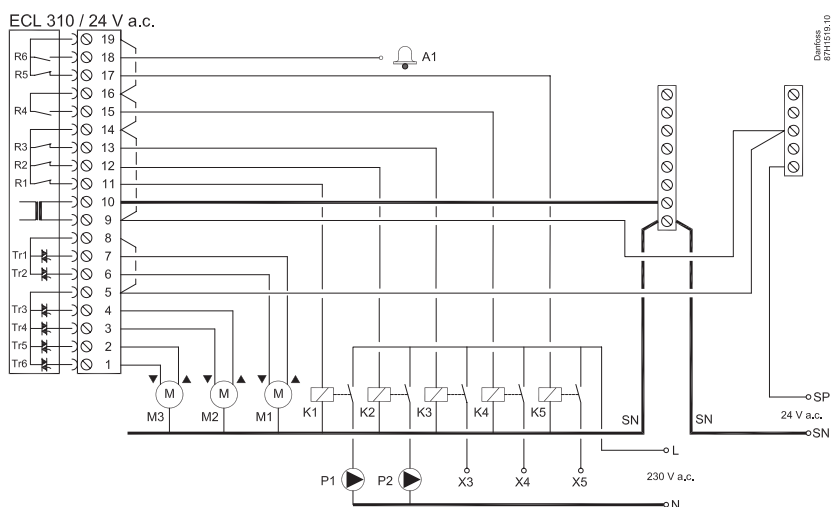 ECL 310 / 24 V a.c.
Danfoss
87H1519.10
19
R6 18 A1
R5 17
16
R4 15
14
R3 13
R2 12
R1 11
10
9
8
Tr1 7
Tr2 6
5
Tr3 4
Tr4 3
Tr5 2
Tr6 1
M M M
M3 M2 M1 K1 K2 K3 K4 K5
SP
24 V a.c.
SN SN SN
L
P1 P2 X3 X4 X5 230 V a.c.
N